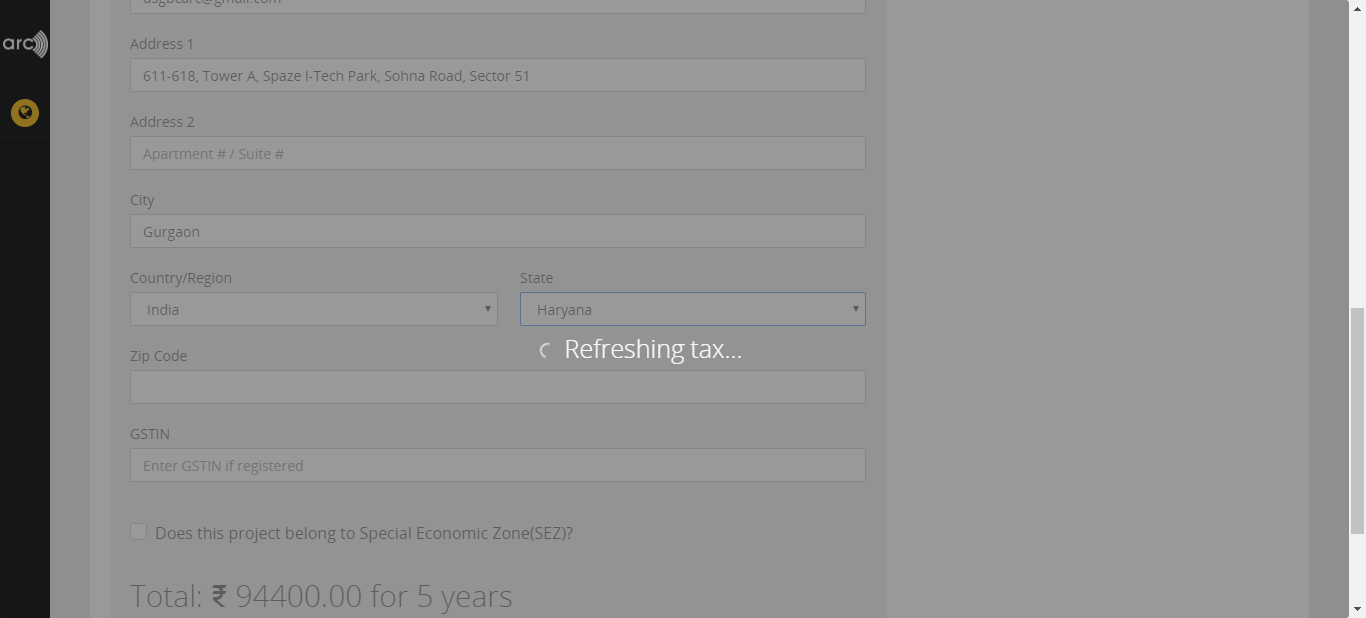 arc
Address 1
611-618, Tower A, Spaze I-Tech Park, Sohna Road, Sector 51
Address 2
Apartment # / Suite #
City
Gurgaon
Country/Region
State
India
Haryana
Refreshing tax...
Zip Code
GSTIN
Enter GSTIN if registered
Does this project belong to Special Economic Zone(SEZ)?
Total: ₹ 94400.00 for 5 years